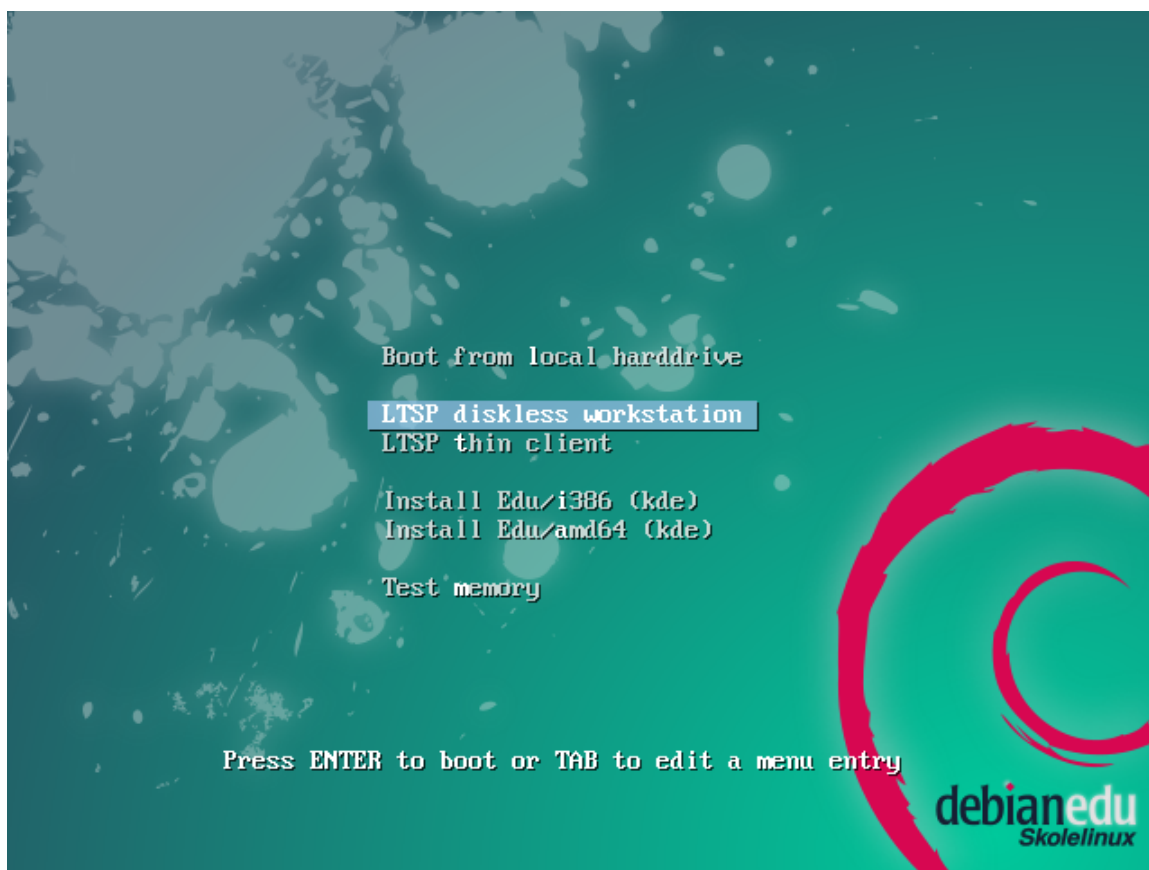 Boot from local harddrive
LTSP diskless workstation
LTSP thin client
Install Edu/i386 (kde)
Install Edu/amd64 (kde)
Test memory
Press ENTER to boot or TAB to edit a menu entry
debianedu
Skolelinux